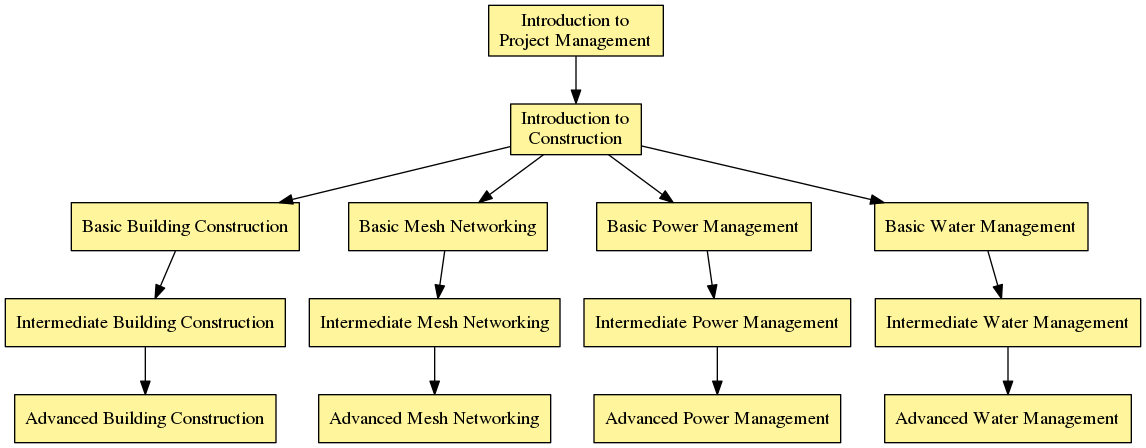 Introduction to
Project Management
Introduction to
Construction
Basic Building Construction
Basic Mesh Networking
Basic Power Management
Basic Water Management
Intermediate Building Construction
Intermediate Mesh Networking
Intermediate Power Management
Intermediate Water Management
Advanced Building Construction
Advanced Mesh Networking
Advanced Power Management
Advanced Water Management